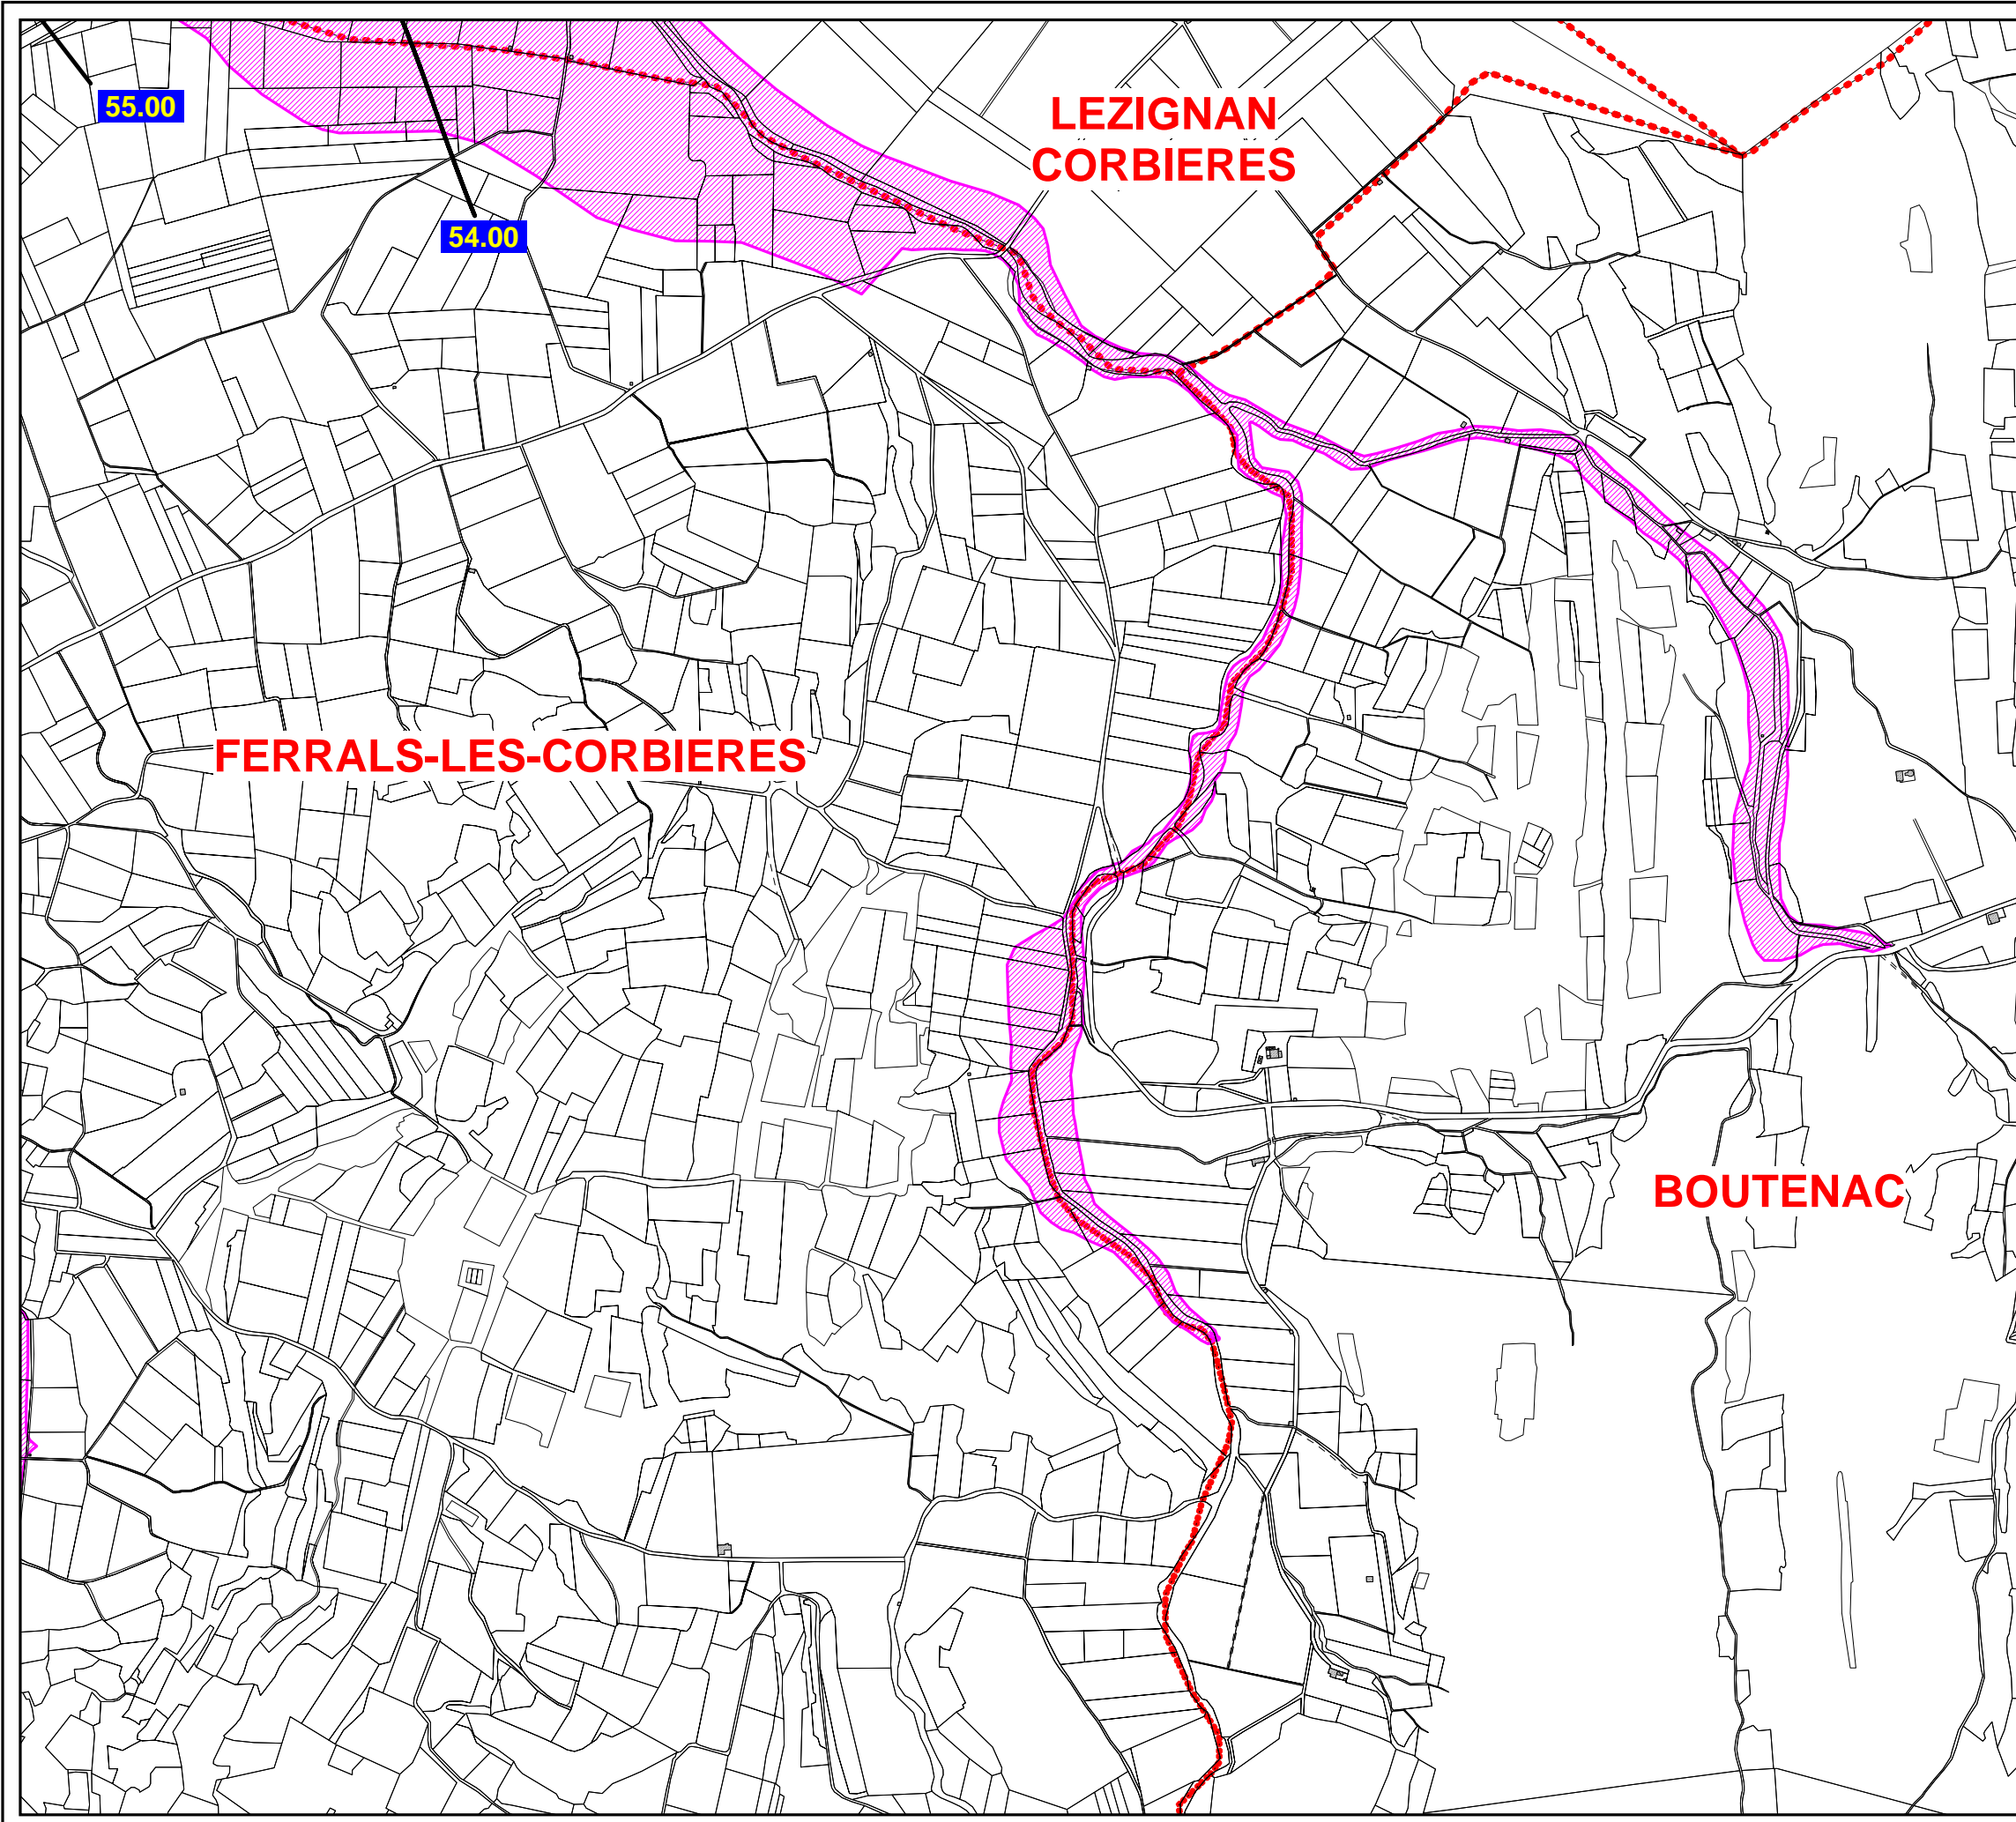 55.00
LEZIGNAN
CORBIERES
54.00
FERRALS-LES-CORBIERES
BOUTENAC